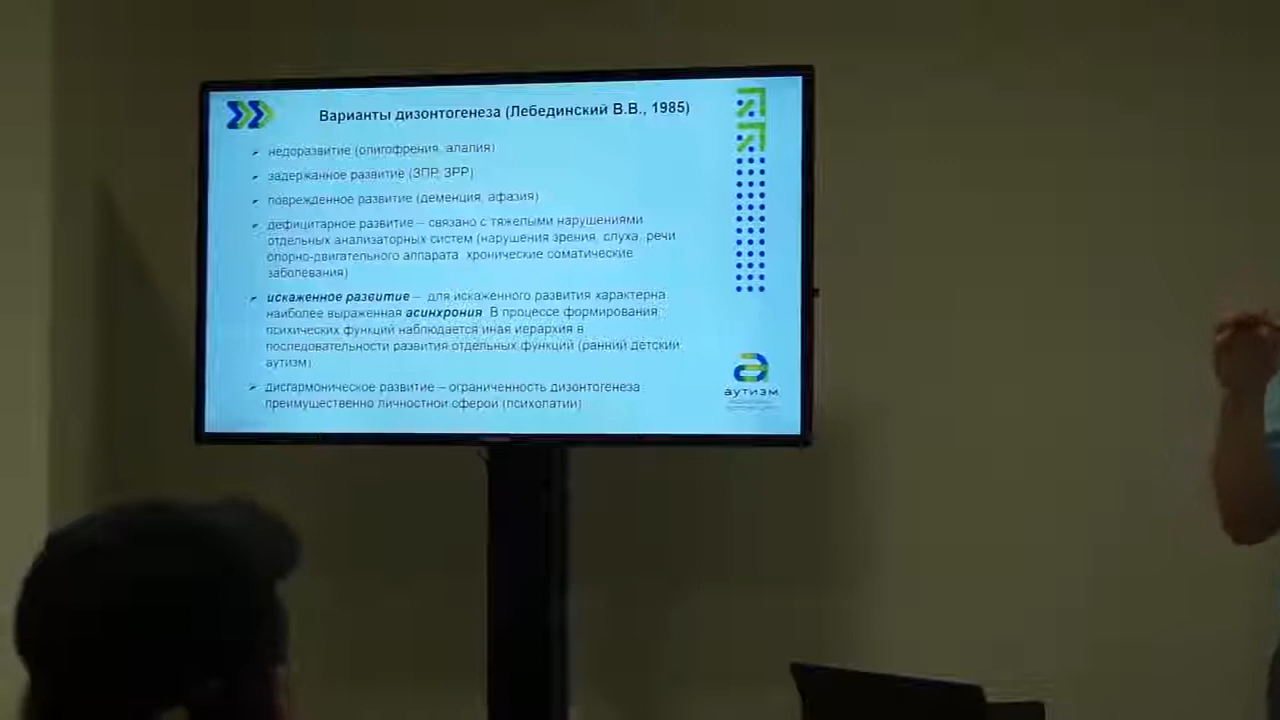 Варианты дизонтогенеза (Лебединский В.В., 1985)
недоразвитие (олигофрения, алалия)
задержанное развитие (ЗПР, ЗРР)
поврежденное развитие (деменция, афазия)
дефицитарное развитие – связано с тяжелыми нарушениями
отдельных анализаторных систем (нарушения зрения, слуха, речи
опорно-двигательного аппарата, хронические соматические
заболевания)
искаженное развитие – для искаженного развития характерна
наиболее выраженная асинхрония. В процессе формирования
психических функций наблюдается иная иерархия в
последовательности развития отдельных функций (ранний детский
аутизм)
дисгармоническое развитие – ограниченность дизонтогенеза
преимущественно личностной сферой (психопатии)
аутизм